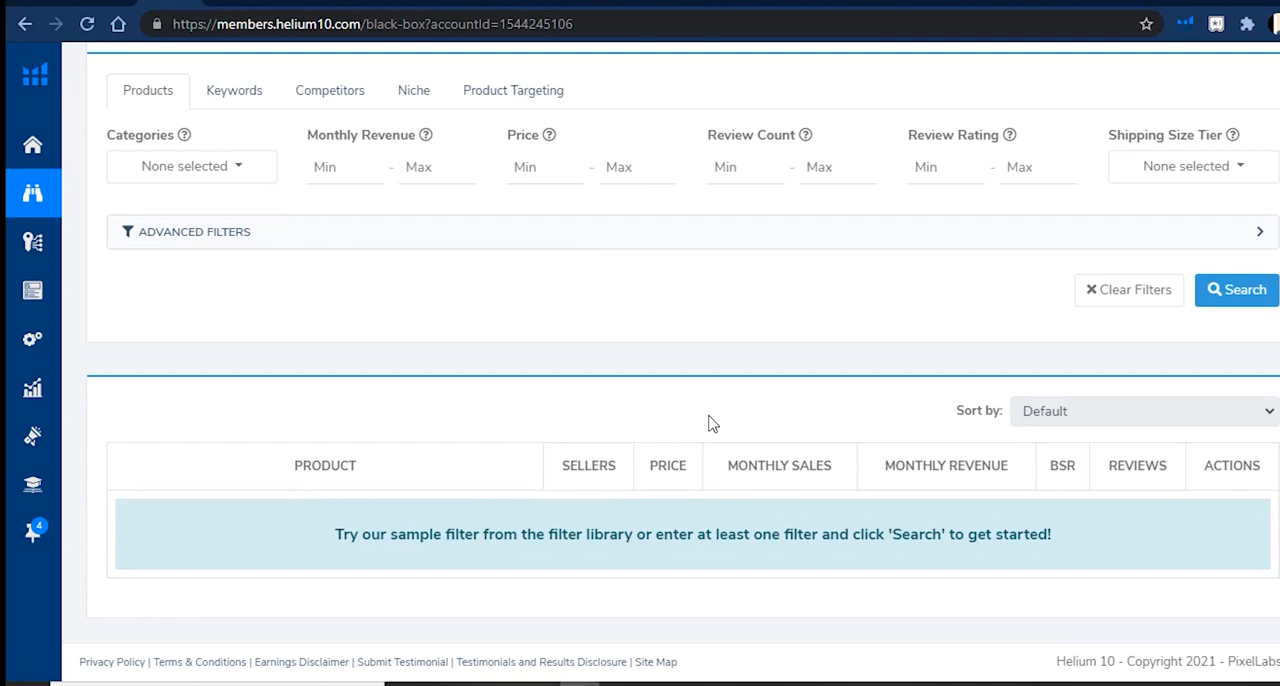 https://members.helium10.com/black-box?accountId=1544245106
Products Keywords Competitors Niche Product Targeting
Categories Monthly Revenue Price Review Count Review Rating Shipping Size Tier
None selected Min - Max Min - Max Min - Max Min - Max None selected
ADVANCED FILTERS
Clear Filters Search
Sort by: Default
PRODUCT SELLERS PRICE MONTHLY SALES MONTHLY REVENUE BSR REVIEWS ACTIONS
Try our sample filter from the filter library or enter at least one filter and click 'Search' to get started!
4
Privacy Policy | Terms & Conditions | Earnings Disclaimer | Submit Testimonial | Testimonials and Results Disclosure | Site Map Helium 10 - Copyright 2021 - PixelLabs